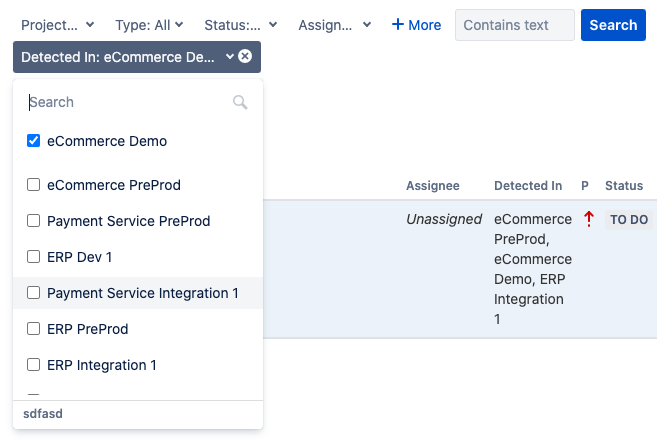 Project... Type: All Status:... Assign... + More Contains text Search
Detected In: eCommerce De...
Search
eCommerce Demo
eCommerce PreProd
Payment Service PreProd
ERP Dev 1
Payment Service Integration 1
ERP PreProd
ERP Integration 1
sdfasd
Assignee Detected In P Status
Unassigned eCommerce TO DO
PreProd,
eCommerce
Demo, ERP
Integration
1